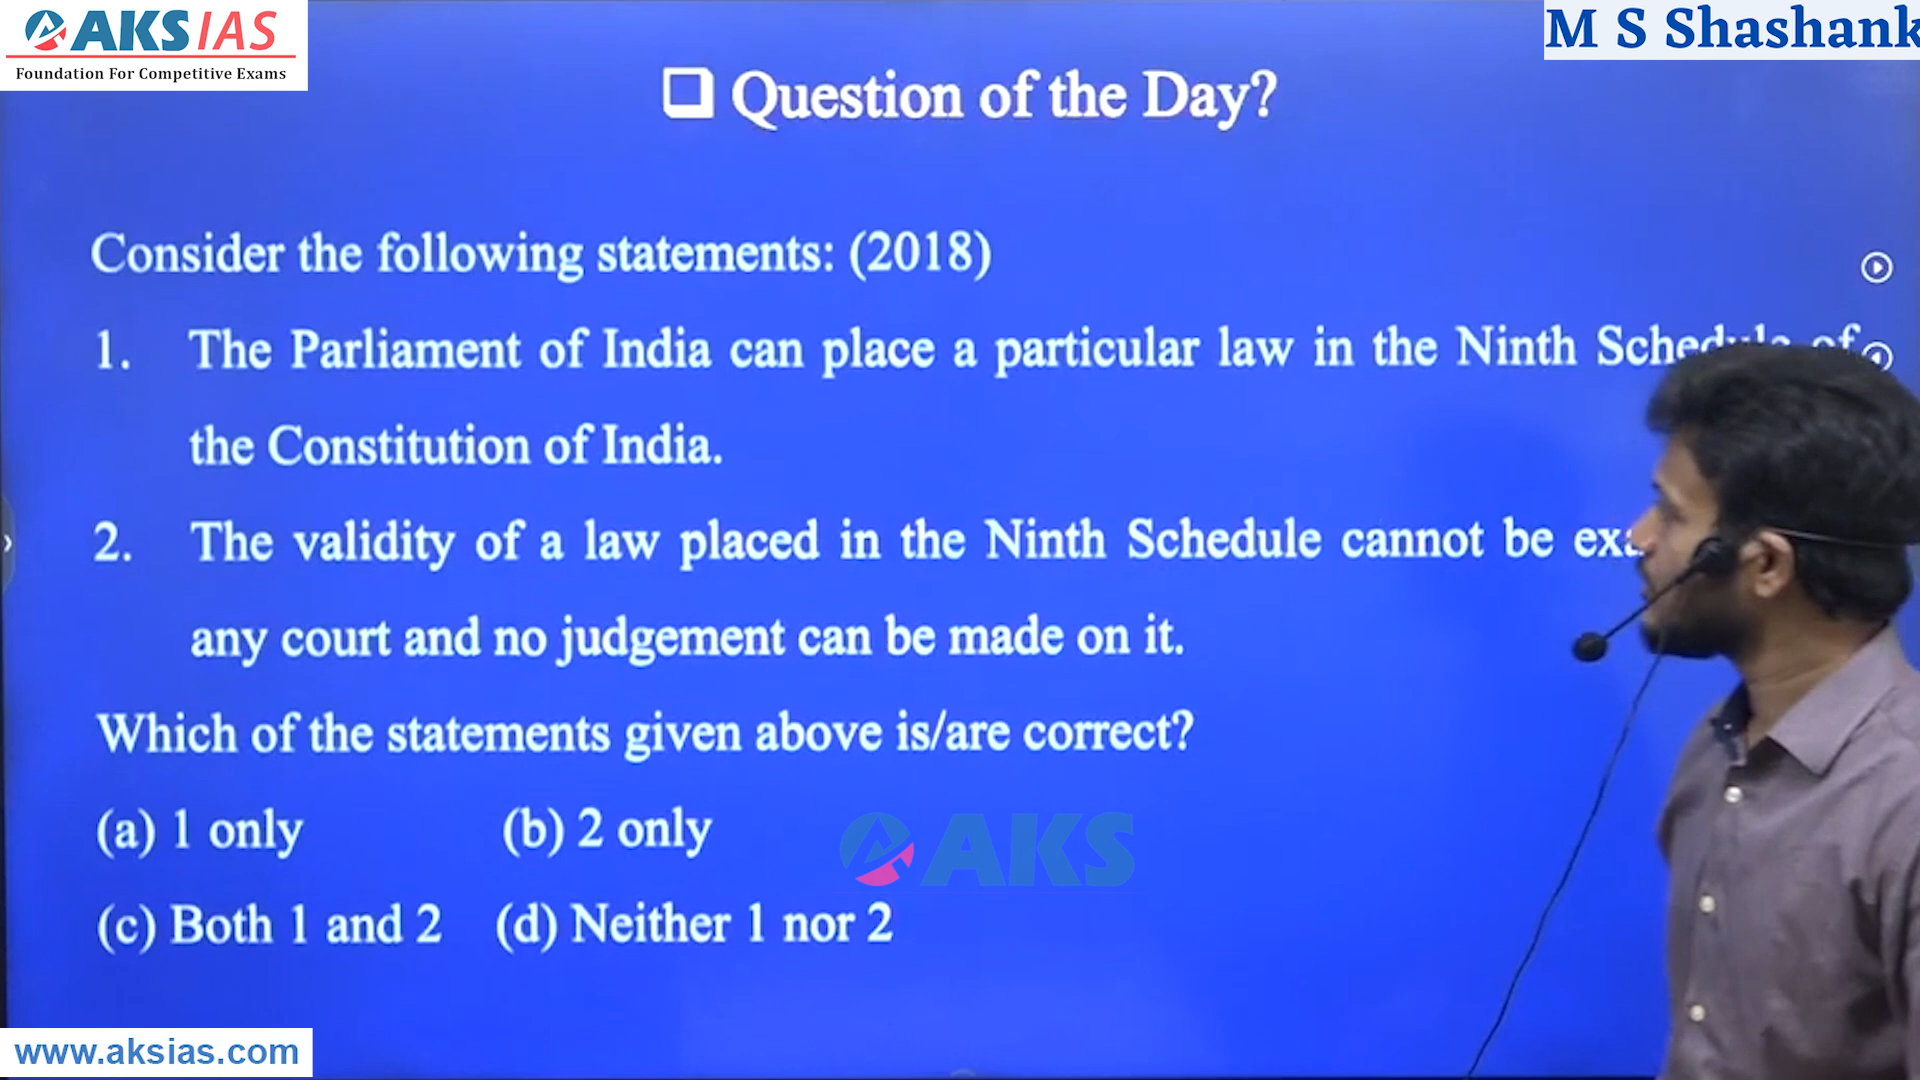 AKS IAS
Foundation For Competitive Exams
M S Shashank
Question of the Day?
Consider the following statements: (2018)
1. The Parliament of India can place a particular law in the Ninth Schedule of
the Constitution of India.
2. The validity of a law placed in the Ninth Schedule cannot be
any court and no judgement can be made on it.
Which of the statements given above is/are correct?
(a) 1 only (b) 2 only
AKS
(c) Both 1 and 2 (d) Neither 1 nor 2
www.aksias.com